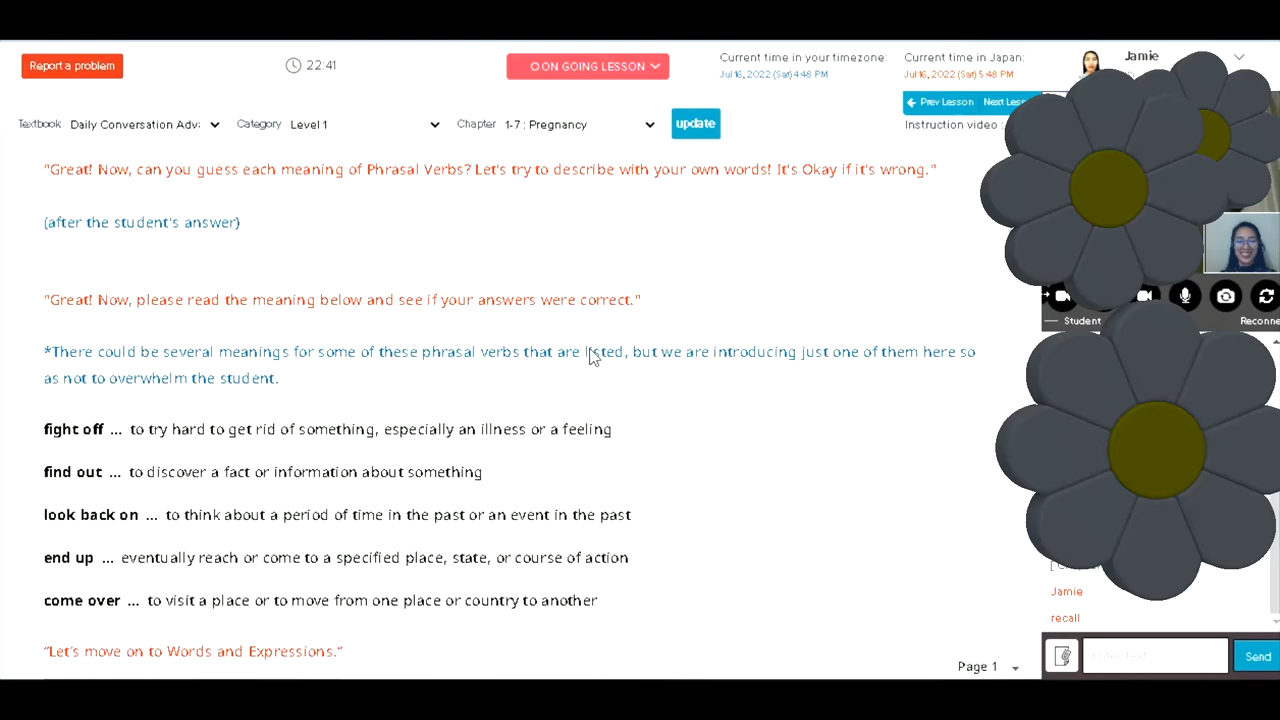 Report a problem
22:41
O ON GOING LESSON
Current time in your timezone:
Jul 16, 2022 (Sat) 4:48 PM
Current time in Japan:
Jul 16, 2022 (Sat) 5:48 PM
Jamie
Prev Lesson
Next
Textbook Daily Conversation Adv: Category Level 1 Chapter 1-7 : Pregnancy update
Instruction video :
"Great! Now, can you guess each meaning of Phrasal Verbs? Let's try to describe with your own words! It's Okay if it's wrong."
(after the student's answer)
"Great! Now, please read the meaning below and see if your answers were correct."
*There could be several meanings for some of these phrasal verbs that are listed, but we are introducing just one of them here so
as not to overwhelm the student.
Student
fight off ... to try hard to get rid of something, especially an illness or a feeling
find out ... to discover a fact or information about something
look back on ... to think about a period of time in the past or an event in the past
end up ... eventually reach or come to a specified place, state, or course of action
come over ... to visit a place or to move from one place or country to another
"Let's move on to Words and Expressions."
Page 1
Jamie
recall
Send